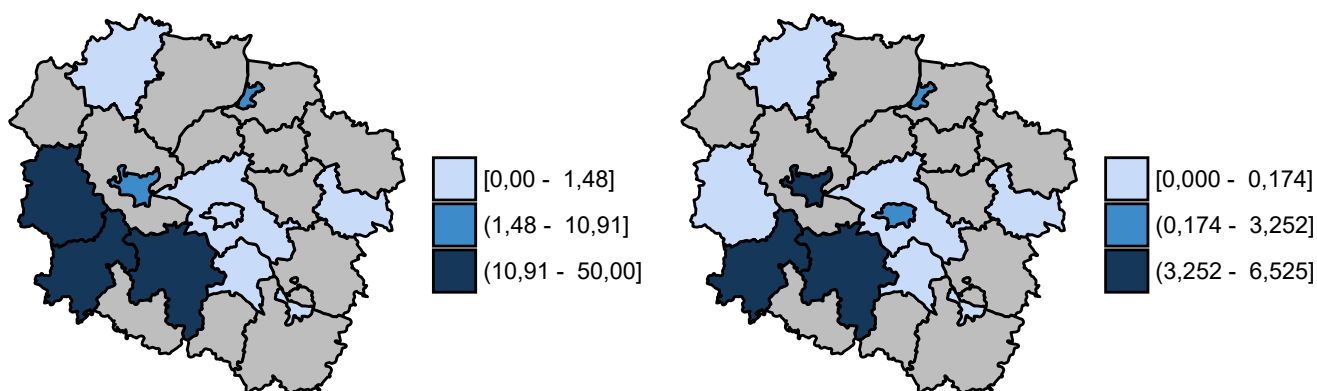 [0,00 - 1,48]
(1,48 - 10,91]
(10,91 - 50,00]
[0,000 - 0,174]
(0,174 - 3,252]
(3,252 - 6,525]